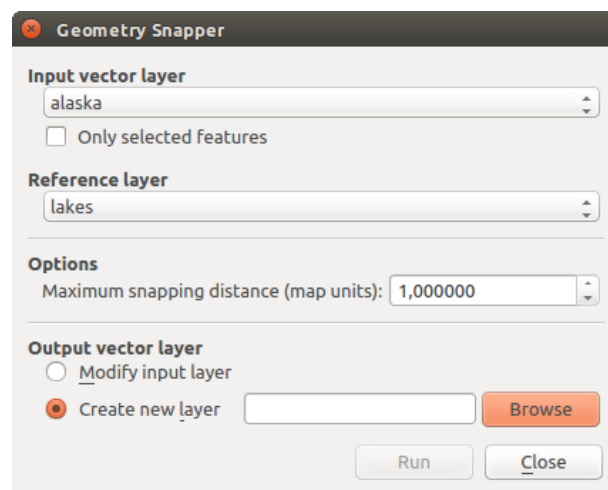 Geometry Snapper
Input vector layer
alaska
Only selected features
Reference layer
lakes
Options
Maximum snapping distance (map units): 1,000000
Output vector layer
Modify input layer
Create new layer Browse
Run Close